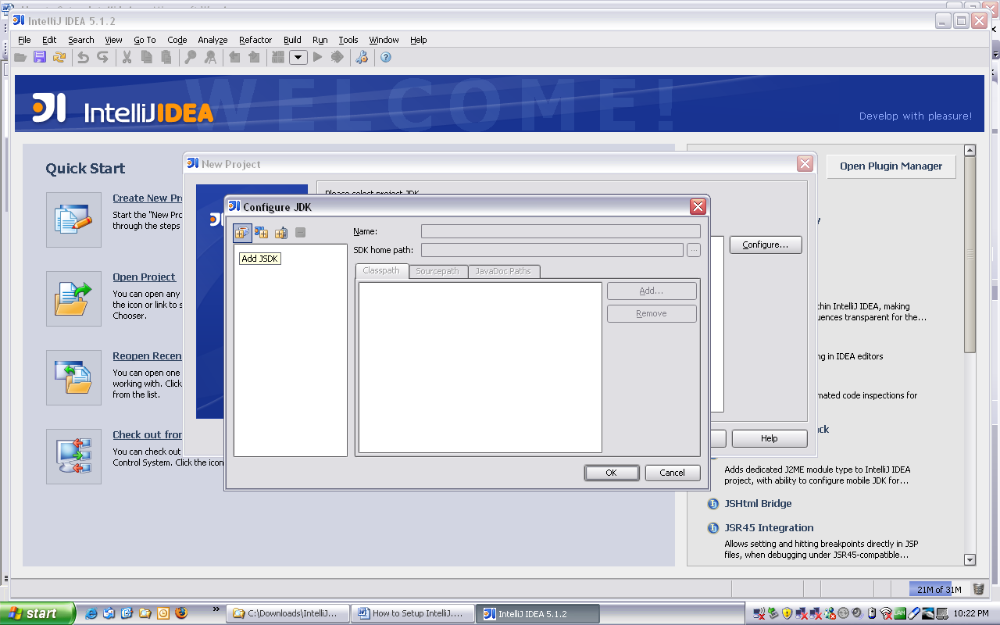 IntelliJ IDEA 5.1.2
File Edit Search View Go To Code Analyze Refactor Build Run Tools Window Help
WELCOME!
IntelliJ IDEA
Develop with pleasure!
Quick Start
Create New Pr
Start the "New Pro
through the steps
Open Project
You can open any
the icon or link to s
Chooser.
Reopen Recen
You can open one
working with. Click
from the list.
Check out from
You can check out
Control System. Click the icon
New Project
Please select project JDK
Configure...
Help
Configure JDK
Add JSDK
Name:
SDK home path:
...
Classpath Sourcepath JavaDoc Paths
Add...
Remove
OK Cancel
Open Plugin Manager
thin IntelliJ IDEA, making
uences transparent for the...
ng in IDEA editors
mated code inspections for
ck
Adds dedicated J2ME module type to IntelliJ IDEA
project, with ability to configure mobile JDK for...
JSHtml Bridge
JSR45 Integration
Allows setting and hitting breakpoints directly in JSP
files, when debugging under JSR45-compatible...
21M of 31M
start
C:\Downloads\IntelliJ...
How to Setup IntelliJ....
IntelliJ IDEA 5.1.2
10:22 PM